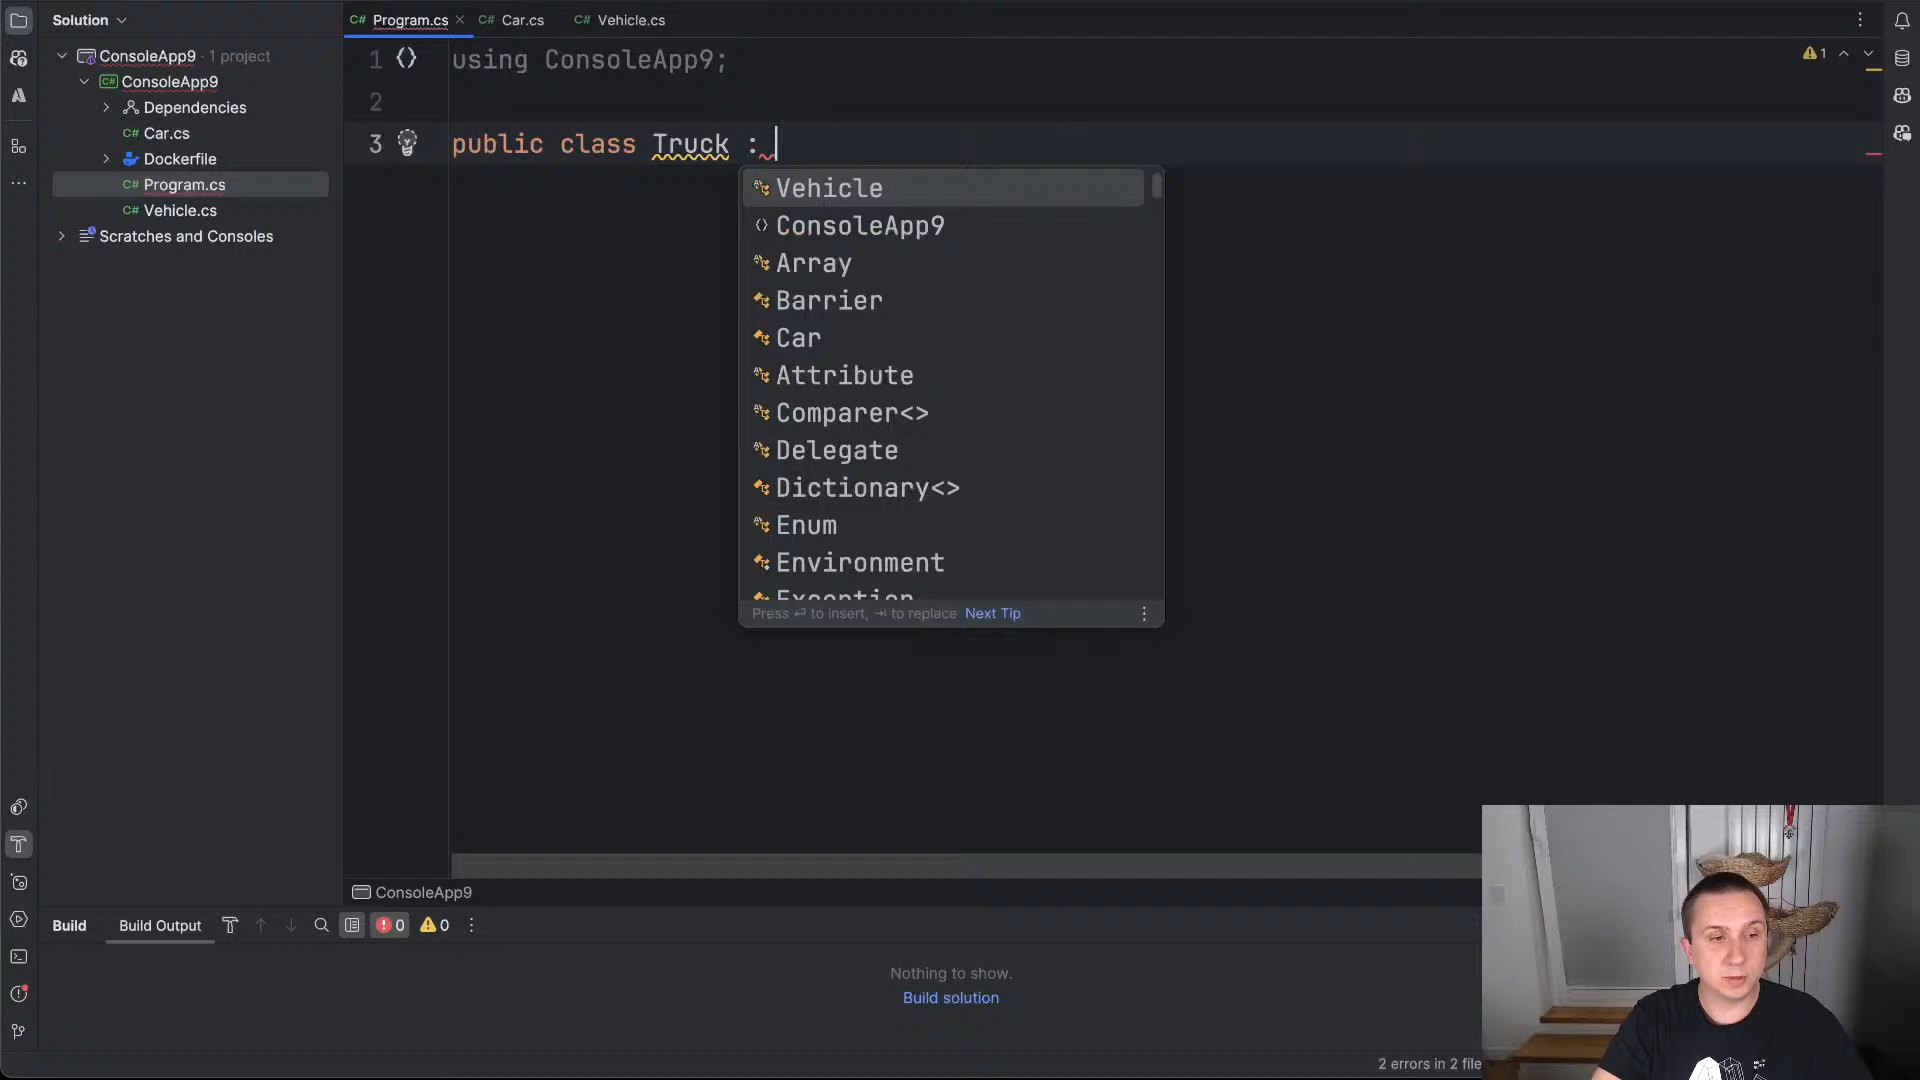 Solution
Program.cs
Car.cs
Vehicle.cs
ConsoleApp9 · 1 project
ConsoleApp9
Dependencies
Car.cs
Dockerfile
Program.cs
Vehicle.cs
Scratches and Consoles
1 using ConsoleApp9;
2
3 public class Truck :
1
Vehicle
ConsoleApp9
Array
Barrier
Car
Attribute
Comparer<>
Delegate
Dictionary<>
Enum
Environment
Exception
Press ⏎ to insert, ⇥ to replace Next Tip
ConsoleApp9
Build
Build Output
0
0
Nothing to show.
Build solution
2 errors in 2 file